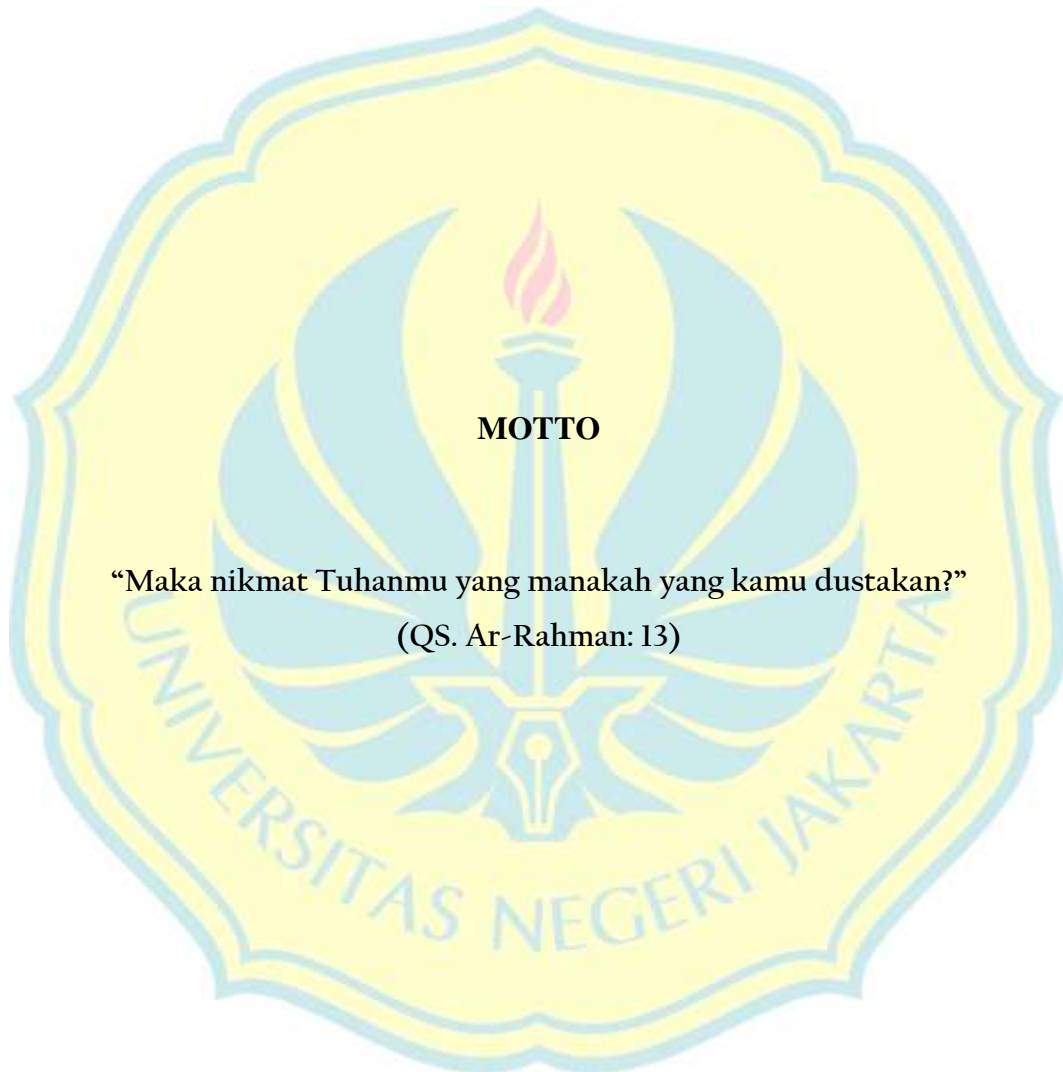 MOTTO
“Maka nikmat Tuhanmu yang manakah yang kamu dustakan?”
(QS. Ar-Rahman: 13)
UNIVERSITAS NEGERI JAKARTA